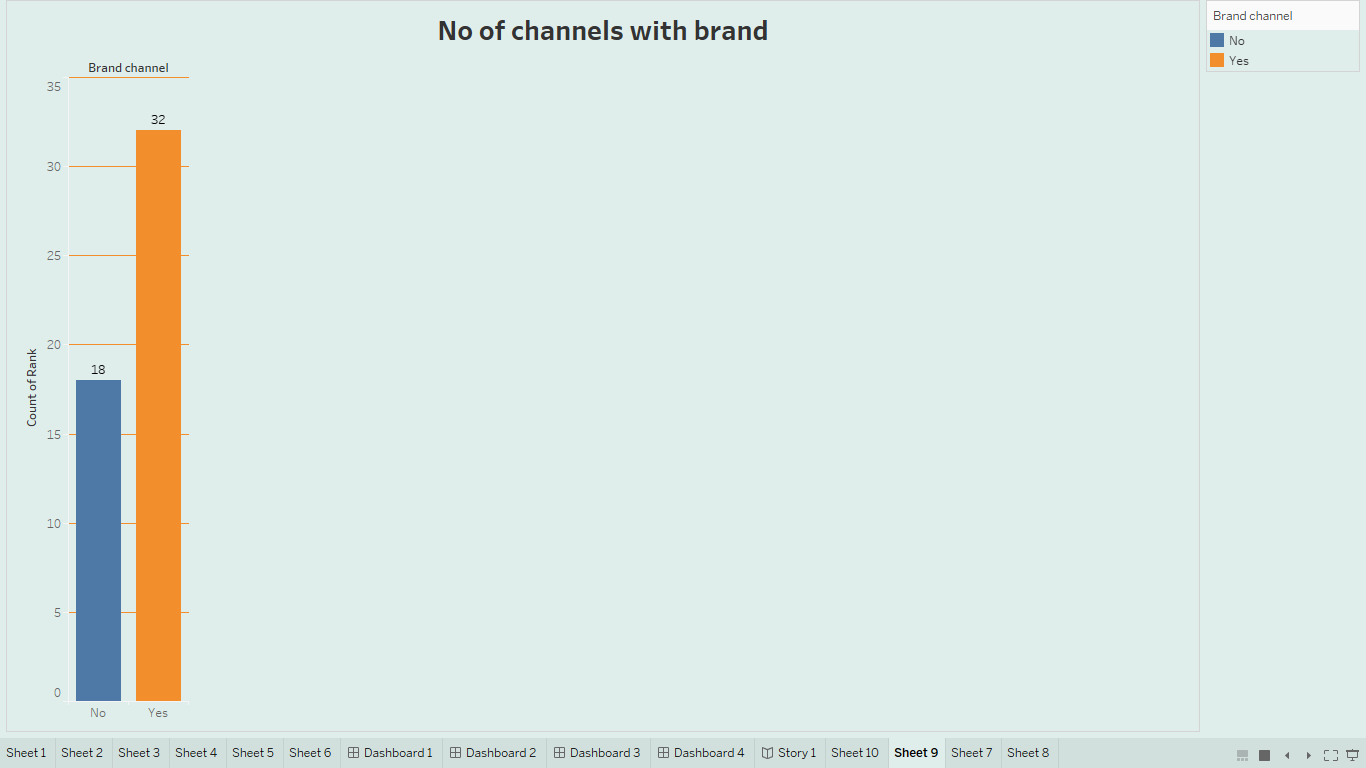 No of channels with brand
Brand channel
No
Yes
Brand channel
35
30
25
20
15
10
5
0
Count of Rank
32
18
No Yes
Sheet 1 Sheet 2 Sheet 3 Sheet 4 Sheet 5 Sheet 6 Dashboard 1 Dashboard 2 Dashboard 3 Dashboard 4 Story 1 Sheet 10 Sheet 9 Sheet 7 Sheet 8